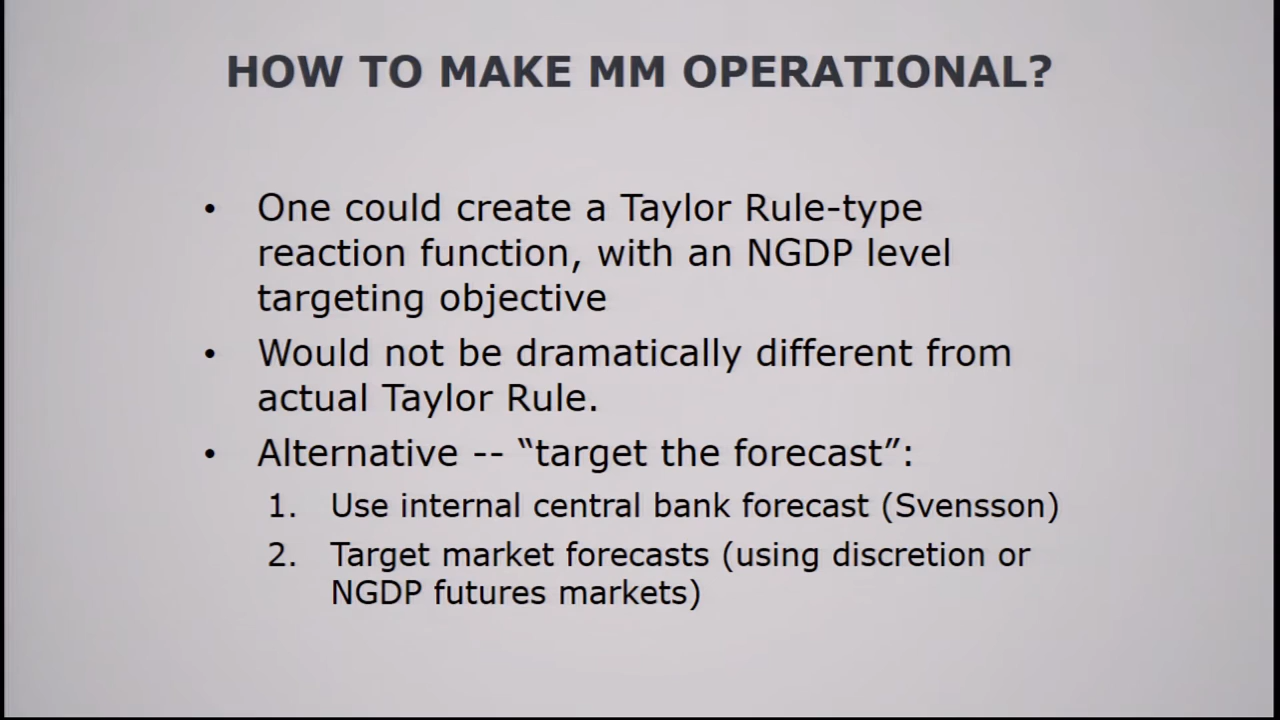 HOW TO MAKE MM OPERATIONAL?
• One could create a Taylor Rule-type
reaction function, with an NGDP level
targeting objective
• Would not be dramatically different from
actual Taylor Rule.
• Alternative -- “target the forecast”:
1. Use internal central bank forecast (Svensson)
2. Target market forecasts (using discretion or
NGDP futures markets)